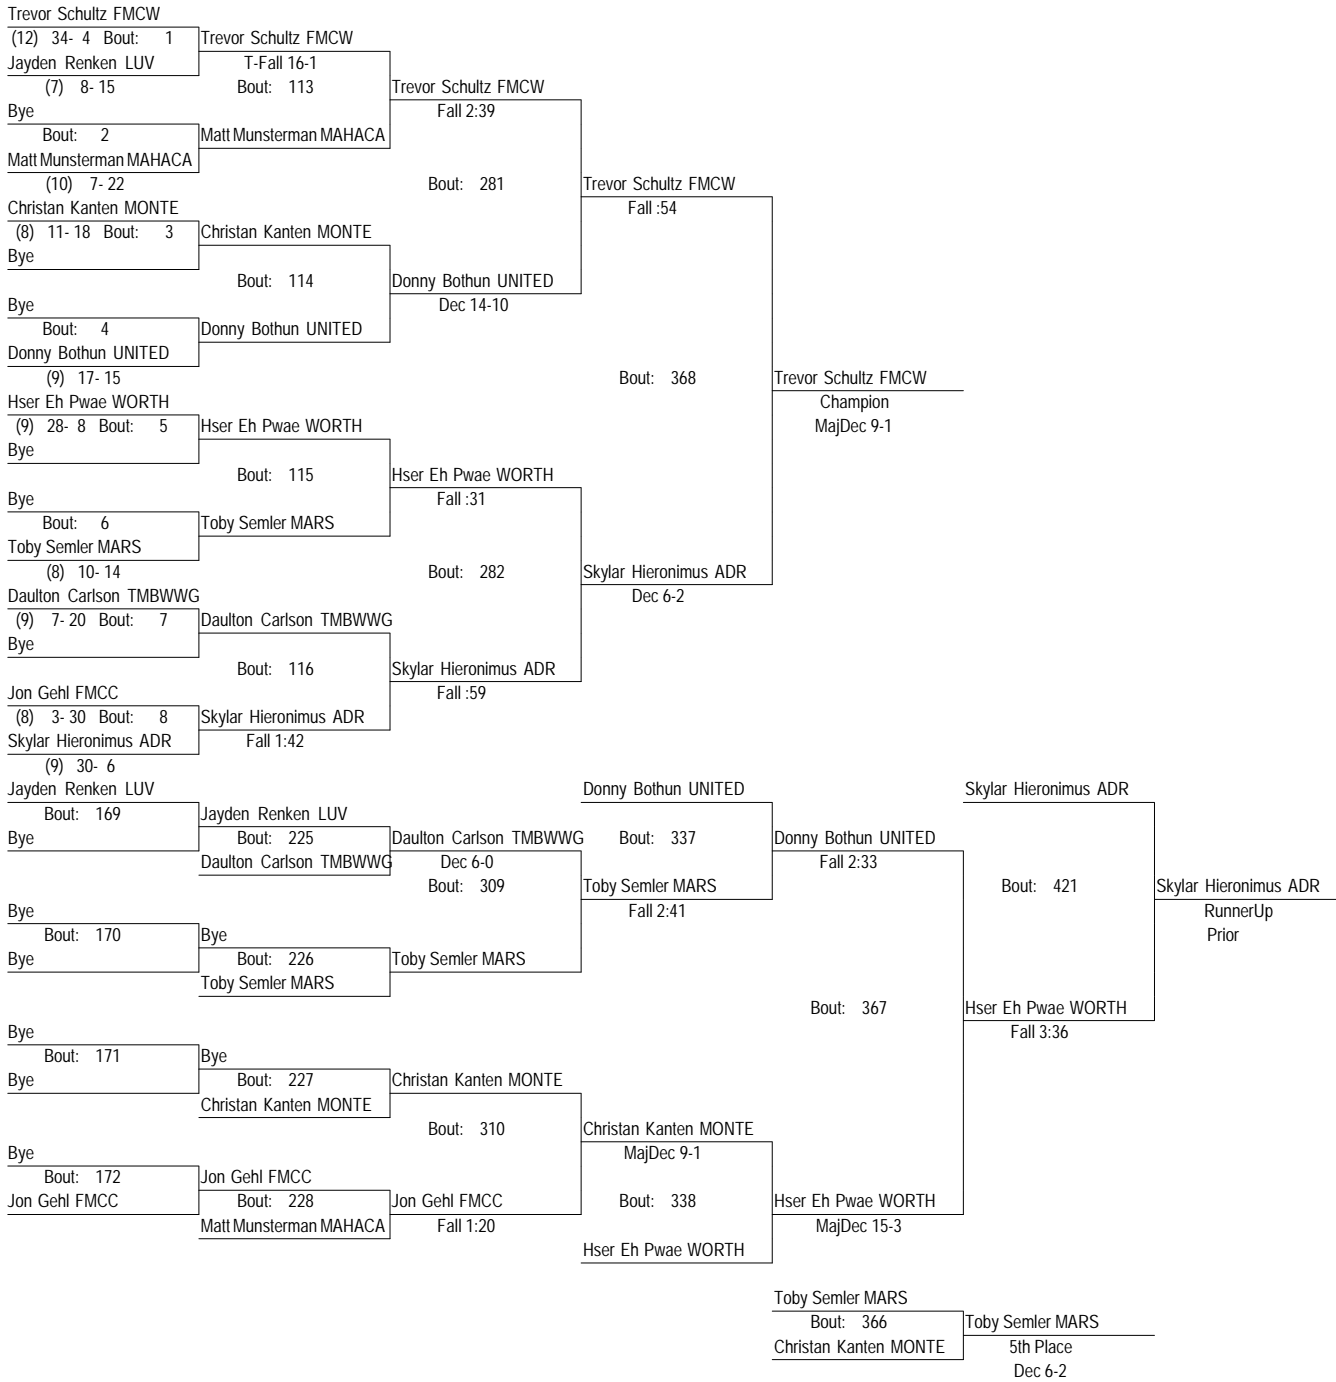 Trevor Schultz FMCW
(12) 34- 4 Bout: 1 Trevor Schultz FMCW
Jayden Renken LUV T-Fall 16-1
(7) 8- 15 Bout: 113 Trevor Schultz FMCW
Bye Fall 2:39
Bout: 2 Matt Munsterman MAHACA
Matt Munsterman MAHACA
(10) 7- 22 Bout: 281 Trevor Schultz FMCW
Christan Kanten MONTE Fall :54
(8) 11- 18 Bout: 3 Christan Kanten MONTE
Bye
Bout: 114 Donny Bothun UNITED
Bye Dec 14-10
Bout: 4 Donny Bothun UNITED
Donny Bothun UNITED
(9) 17- 15 Bout: 368 Trevor Schultz FMCW
Hser Eh Pwae WORTH Champion
(9) 28- 8 Bout: 5 Hser Eh Pwae WORTH MajDec 9-1
Bye
Bout: 115 Hser Eh Pwae WORTH
Bye Fall :31
Bout: 6 Toby Semler MARS
Toby Semler MARS
(8) 10- 14 Bout: 282 Skylar Hieronimus ADR
Daulton Carlson TMBWWG Dec 6-2
(9) 7- 20 Bout: 7 Daulton Carlson TMBWWG
Bye
Bout: 116 Skylar Hieronimus ADR
Jon Gehl FMCC Fall :59
(8) 3- 30 Bout: 8 Skylar Hieronimus ADR
Skylar Hieronimus ADR Fall 1:42
(9) 30- 6
Jayden Renken LUV Donny Bothun UNITED Skylar Hieronimus ADR
Bout: 169 Jayden Renken LUV
Bye Bout: 225 Daulton Carlson TMBWWG Bout: 337 Donny Bothun UNITED
Daulton Carlson TMBWWG Dec 6-0 Fall 2:33
Bout: 309 Toby Semler MARS Bout: 421 Skylar Hieronimus ADR
Bye Fall 2:41 RunnerUp
Bout: 170 Bye Prior
Bye Bout: 226 Toby Semler MARS
Toby Semler MARS
Bout: 367 Hser Eh Pwae WORTH
Bye Fall 3:36
Bout: 171 Bye
Bye Bout: 227 Christan Kanten MONTE
Christan Kanten MONTE
Bout: 310 Christan Kanten MONTE
Bye MajDec 9-1
Bout: 172 Jon Gehl FMCC
Jon Gehl FMCC Bout: 228 Jon Gehl FMCC Bout: 338 Hser Eh Pwae WORTH
Matt Munsterman MAHACA Fall 1:20 MajDec 15-3
Hser Eh Pwae WORTH
Toby Semler MARS
Bout: 366 Toby Semler MARS
Christan Kanten MONTE 5th Place
Dec 6-2